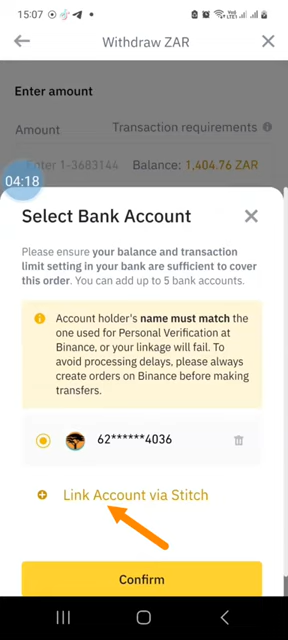 15:07
Withdraw ZAR
Enter amount
Amount
Transaction requirements
Enter 1-3683144
Balance: 1,404.76 ZAR
04:18
Select Bank Account
Please ensure your balance and transaction
limit setting in your bank are sufficient to cover
this order. You can add up to 5 bank accounts.
Account holder's name must match the
one used for Personal Verification at
Binance, or your linkage will fail. To
avoid processing delays, please always
create orders on Binance before making
transfers.
62******4036
Link Account via Stitch
Confirm